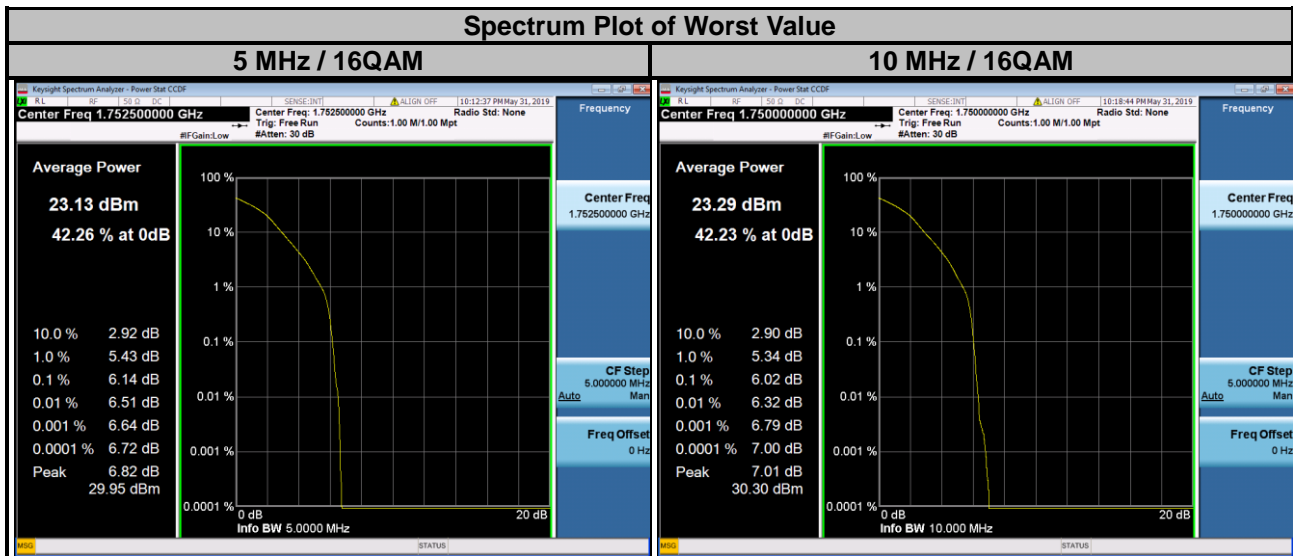 Spectrum Plot of Worst Value
5 MHz / 16QAM
10 MHz / 16QAM
Keysight Spectrum Analyzer - Power Stat CCDF
RL RF 50 Ω DC SENSE:INT ALIGN OFF 10:12:37 PM May 31, 2019
Center Freq 1.752500000 GHz
Center Freq: 1.752500000 GHz Radio Std: None
Trig: Free Run Counts:1.00 M/1.00 Mpt
#IFGain:Low #Atten: 30 dB
Frequency
Average Power
23.13 dBm
42.26 % at 0dB
10.0 % 2.92 dB
1.0 % 5.43 dB
0.1 % 6.14 dB
0.01 % 6.51 dB
0.001 % 6.64 dB
0.0001 % 6.72 dB
Peak 6.82 dB
29.95 dBm
100 %
10 %
1 %
0.1 %
0.01 %
0.001 %
0.0001 %
0 dB 20 dB
Info BW 5.0000 MHz
Center Freq
1.752500000 GHz
CF Step
5.000000 MHz
Auto Man
Freq Offset
0 Hz
MSG STATUS
Keysight Spectrum Analyzer - Power Stat CCDF
RL RF 50 Ω DC SENSE:INT ALIGN OFF 10:18:44 PM May 31, 2019
Center Freq 1.750000000 GHz
Center Freq: 1.750000000 GHz Radio Std: None
Trig: Free Run Counts:1.00 M/1.00 Mpt
#IFGain:Low #Atten: 30 dB
Frequency
Average Power
23.29 dBm
42.23 % at 0dB
10.0 % 2.90 dB
1.0 % 5.34 dB
0.1 % 6.02 dB
0.01 % 6.32 dB
0.001 % 6.79 dB
0.0001 % 7.00 dB
Peak 7.01 dB
30.30 dBm
100 %
10 %
1 %
0.1 %
0.01 %
0.001 %
0.0001 %
0 dB 20 dB
Info BW 10.000 MHz
Center Freq
1.750000000 GHz
CF Step
5.000000 MHz
Auto Man
Freq Offset
0 Hz
MSG STATUS